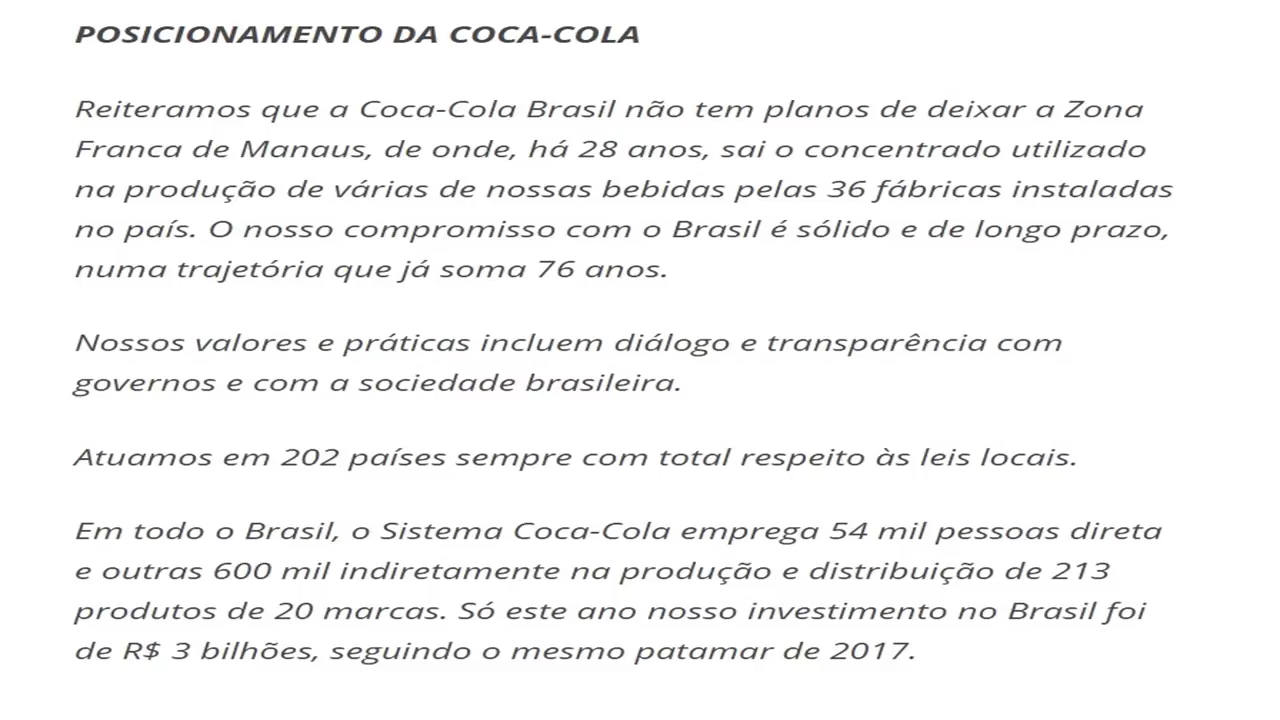 POSICIONAMENTO DA COCA-COLA
Reiteramos que a Coca-Cola Brasil não tem planos de deixar a Zona
Franca de Manaus, de onde, há 28 anos, sai o concentrado utilizado
na produção de várias de nossas bebidas pelas 36 fábricas instaladas
no país. O nosso compromisso com o Brasil é sólido e de longo prazo,
numa trajetória que já soma 76 anos.
Nossos valores e práticas incluem diálogo e transparência com
governos e com a sociedade brasileira.
Atuamos em 202 países sempre com total respeito às leis locais.
Em todo o Brasil, o Sistema Coca-Cola emprega 54 mil pessoas direta
e outras 600 mil indiretamente na produção e distribuição de 213
produtos de 20 marcas. Só este ano nosso investimento no Brasil foi
de R$ 3 bilhões, seguindo o mesmo patamar de 2017.